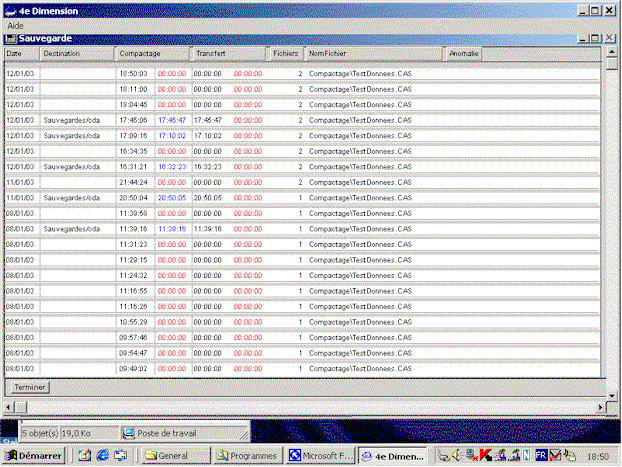 4e Dimension
Aide
Sauvegarde
Date Destination Compactage Transfert Fichiers NomFichier Anomalie
12/01/03 18:50:03 00:00:00 00:00:00 00:00:00 2 Compactage\TestDonnees.CAS
12/01/03 18:11:00 00:00:00 00:00:00 00:00:00 2 Compactage\TestDonnees.CAS
12/01/03 18:04:46 00:00:00 00:00:00 00:00:00 2 Compactage\TestDonnees.CAS
12/01/03 Sauvegardes/cda 17:45:06 17:45:47 17:45:47 00:00:00 2 Compactage\TestDonnees.CAS
12/01/03 Sauvegardes/cda 17:09:16 17:10:02 17:10:02 00:00:00 2 Compactage\TestDonnees.CAS
12/01/03 16:34:35 00:00:00 00:00:00 00:00:00 2 Compactage\TestDonnees.CAS
12/01/03 Sauvegardes/cda 16:31:21 16:32:23 16:32:23 00:00:00 2 Compactage\TestDonnees.CAS
11/01/03 21:44:24 00:00:00 00:00:00 00:00:00 2 Compactage\TestDonnees.CAS
11/01/03 Sauvegardes/cda 20:50:04 20:50:05 20:50:05 00:00:00 1 Compactage\TestDonnees.CAS
08/01/03 11:39:58 00:00:00 00:00:00 00:00:00 1 Compactage\TestDonnees.CAS
08/01/03 Sauvegardes/cda 11:39:16 11:39:16 11:39:16 00:00:00 1 Compactage\TestDonnees.CAS
08/01/03 11:31:23 00:00:00 00:00:00 00:00:00 1 Compactage\TestDonnees.CAS
08/01/03 11:29:15 00:00:00 00:00:00 00:00:00 1 Compactage\TestDonnees.CAS
08/01/03 11:24:32 00:00:00 00:00:00 00:00:00 1 Compactage\TestDonnees.CAS
08/01/03 11:16:55 00:00:00 00:00:00 00:00:00 1 Compactage\TestDonnees.CAS
08/01/03 11:16:26 00:00:00 00:00:00 00:00:00 1 Compactage\TestDonnees.CAS
08/01/03 10:55:29 00:00:00 00:00:00 00:00:00 1 Compactage\TestDonnees.CAS
08/01/03 09:57:46 00:00:00 00:00:00 00:00:00 1 Compactage\TestDonnees.CAS
08/01/03 09:54:47 00:00:00 00:00:00 00:00:00 1 Compactage\TestDonnees.CAS
08/01/03 09:49:02 00:00:00 00:00:00 00:00:00 1 Compactage\TestDonnees.CAS
Terminer
5 objet(s) 19,0 Ko Poste de travail
Démarrer General Programmes Microsoft F... 4e Dimen... FR 18:50